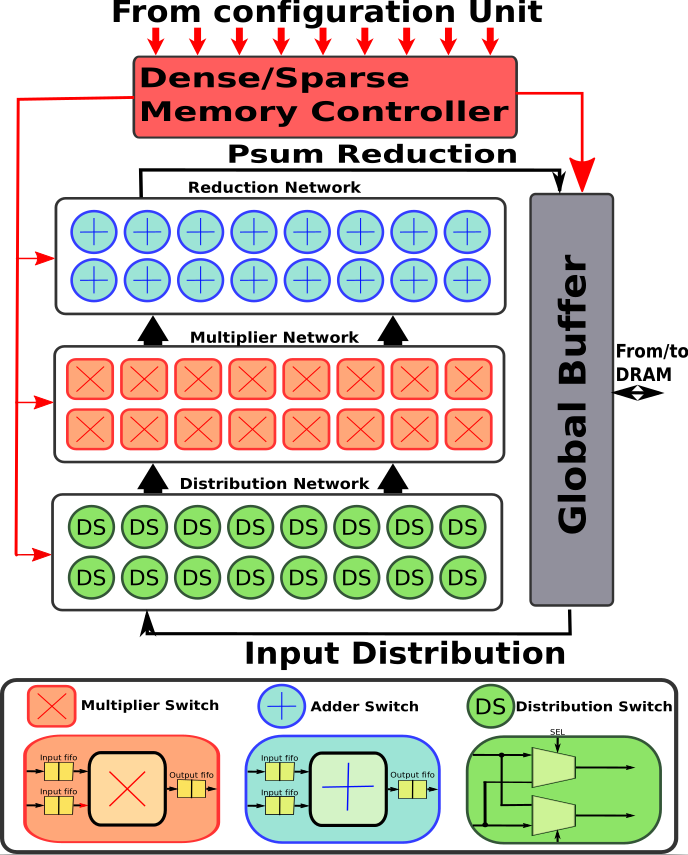 From configuration Unit
Dense/Sparse
Memory Controller
Psum Reduction
Reduction Network
Multiplier Network
From/to
DRAM
Global Buffer
Distribution Network
DS DS DS DS DS DS DS DS
DS DS DS DS DS DS DS DS
Input Distribution
Multiplier Switch
Adder Switch
DS Distribution Switch
Input fifo
Input fifo
Output fifo
Input fifo
Input fifo
Output fifo
SEL